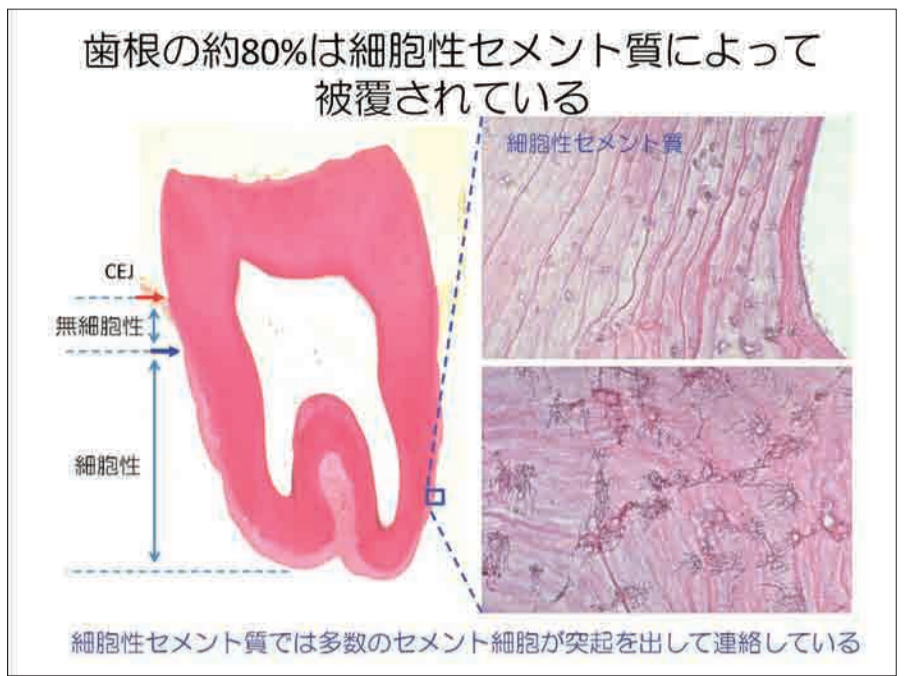 歯根の約80%は細胞性セメント質によって
被覆されている
細胞性セメント質
CEJ
無細胞性
細胞性
細胞性セメント質では多数のセメント細胞が突起を出して連絡している